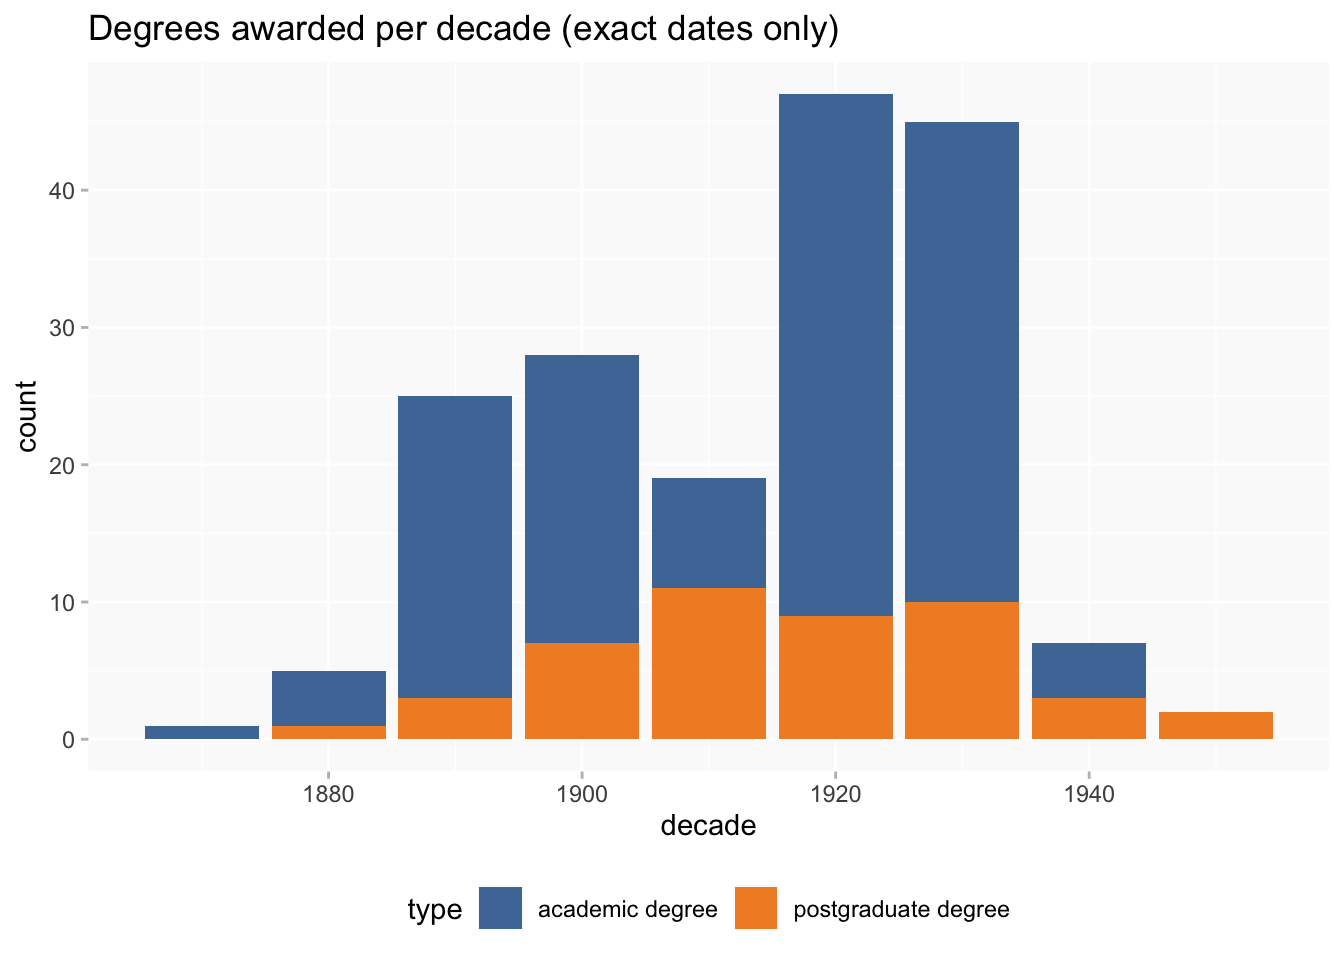 Degrees awarded per decade (exact dates only)
count
40
30
20
10
0
1880 1900 1920 1940
decade
type academic degree postgraduate degree